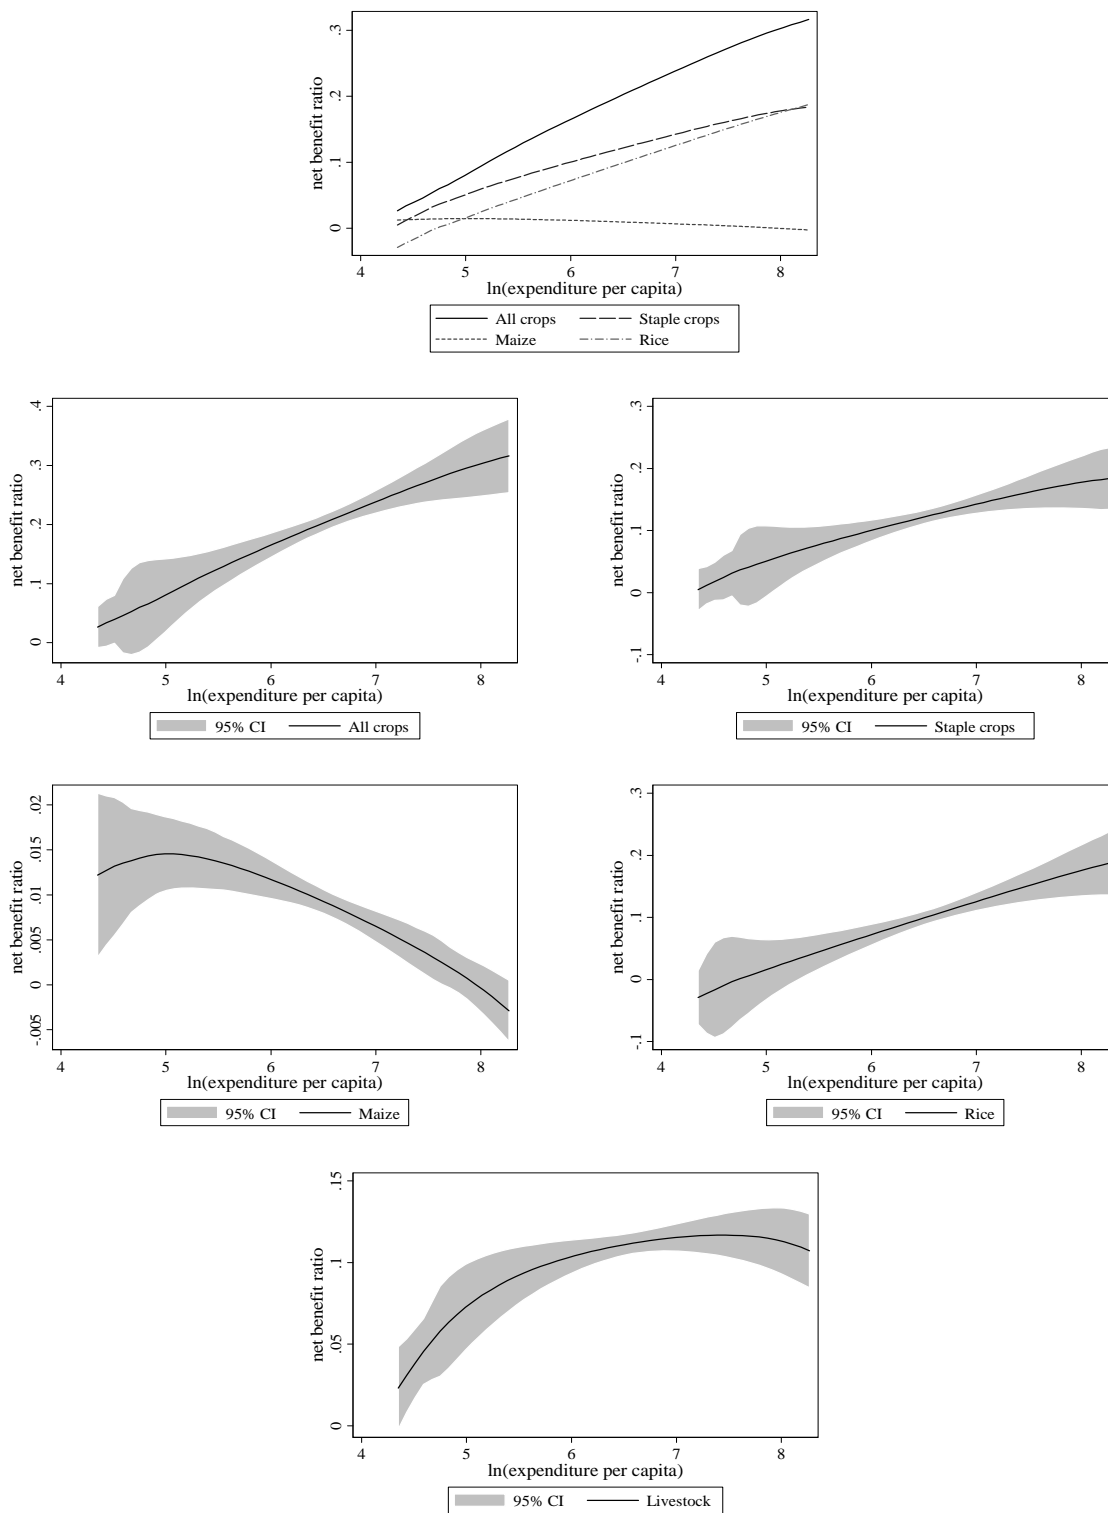 .3
.2
.1
0
net benefit ratio
4 5 6 7 8
ln(expenditure per capita)
All crops Staple crops
Maize Rice
.4
.3
.2
.1
0
net benefit ratio
4 5 6 7 8
ln(expenditure per capita)
95% CI All crops
.3
.2
.1
0
-.1
net benefit ratio
4 5 6 7 8
ln(expenditure per capita)
95% CI Staple crops
.02
.015
.01
.005
0
-.005
net benefit ratio
4 5 6 7 8
ln(expenditure per capita)
95% CI Maize
.3
.2
.1
0
-.1
net benefit ratio
4 5 6 7 8
ln(expenditure per capita)
95% CI Rice
.15
.1
.05
0
net benefit ratio
4 5 6 7 8
ln(expenditure per capita)
95% CI Livestock